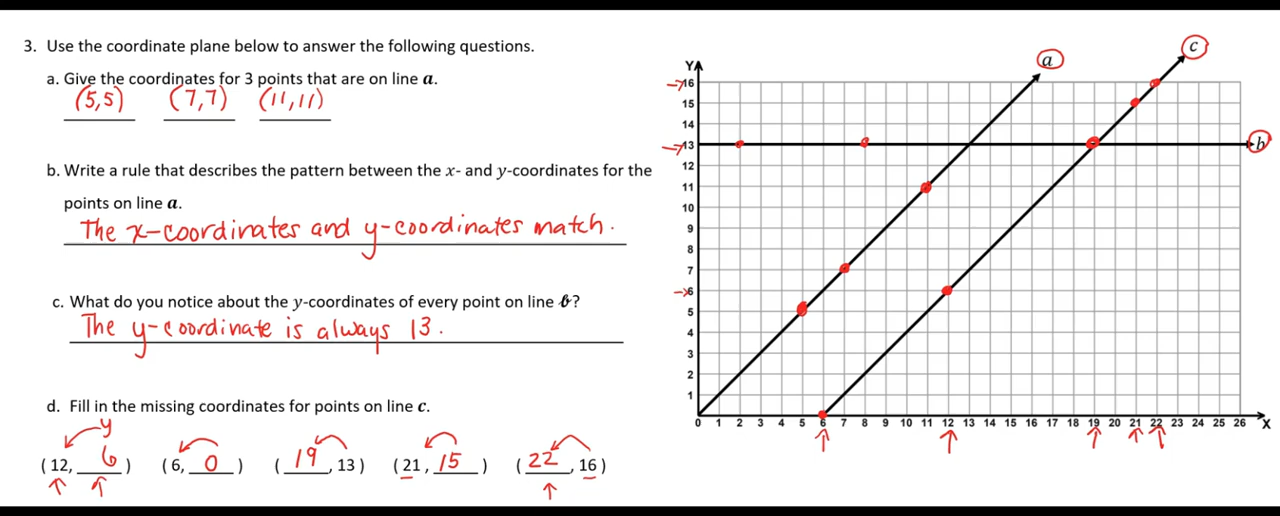 3. Use the coordinate plane below to answer the following questions.
a. Give the coordinates for 3 points that are on line a.
(5,5) (7,7) (11,11)
b. Write a rule that describes the pattern between the x- and y-coordinates for the
points on line a.
The x-coordinates and y-coordinates match.
c. What do you notice about the y-coordinates of every point on line b?
The y-coordinate is always 13.
d. Fill in the missing coordinates for points on line c.
y
(12, 6) (6, 0) (19, 13) (21, 15) (22, 16)
Y
a
c
b
16
15
14
13
12
11
10
9
8
7
6
5
4
3
2
1
0 1 2 3 4 5 6 7 8 9 10 11 12 13 14 15 16 17 18 19 20 21 22 23 24 25 26 X